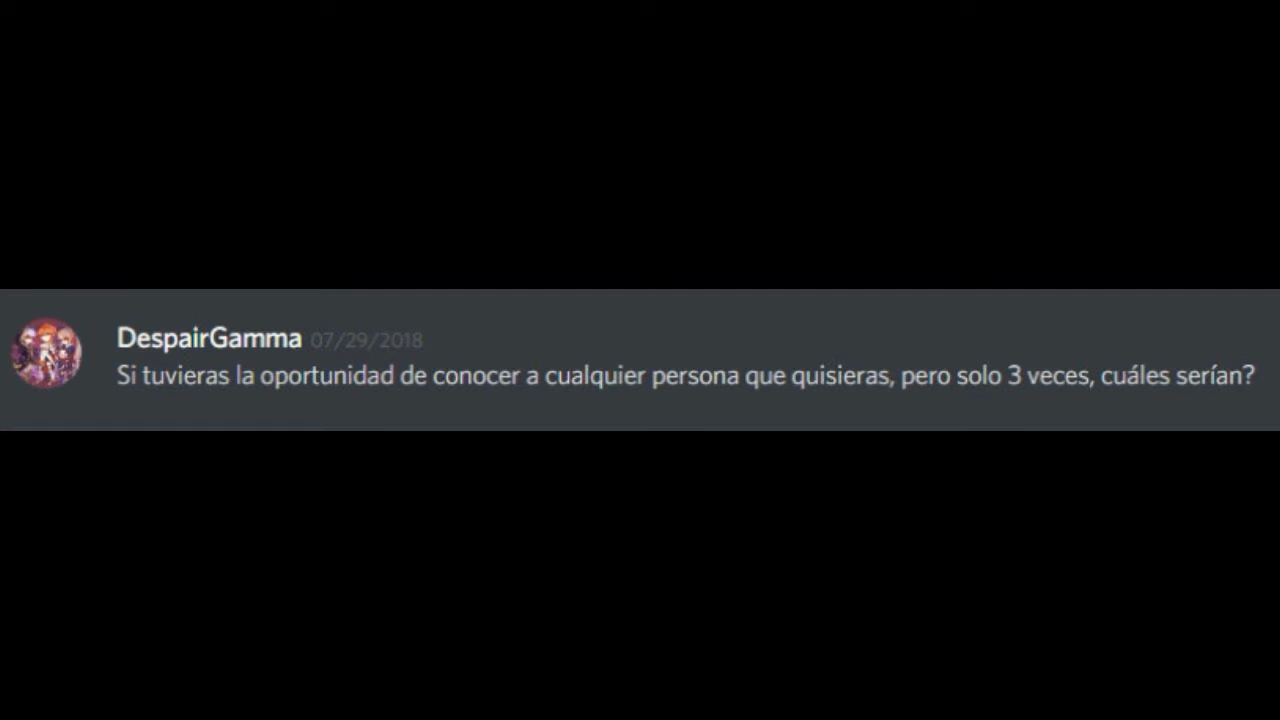 DespairGamma 07/29/2018
Si tuvieras la oportunidad de conocer a cualquier persona que quisieras, pero solo 3 veces, cuáles serían?